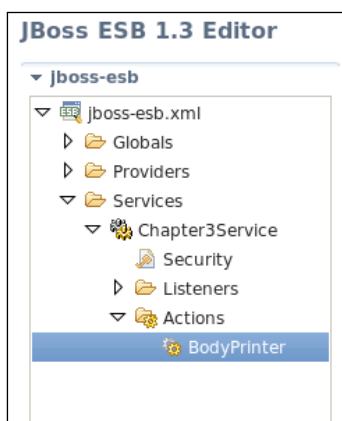 JBoss ESB 1.3 Editor
jboss-esb
jboss-esb.xml
Globals
Providers
Services
Chapter3Service
Security
Listeners
Actions
BodyPrinter